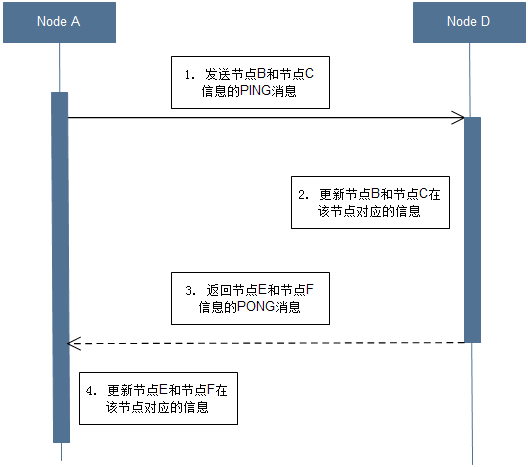 Node A
Node D
1. 发送节点B和节点C
信息的PING消息
2. 更新节点B和节点C在
该节点对应的信息
3. 返回节点E和节点F
信息的PONG消息
4. 更新节点E和节点F在
该节点对应的信息